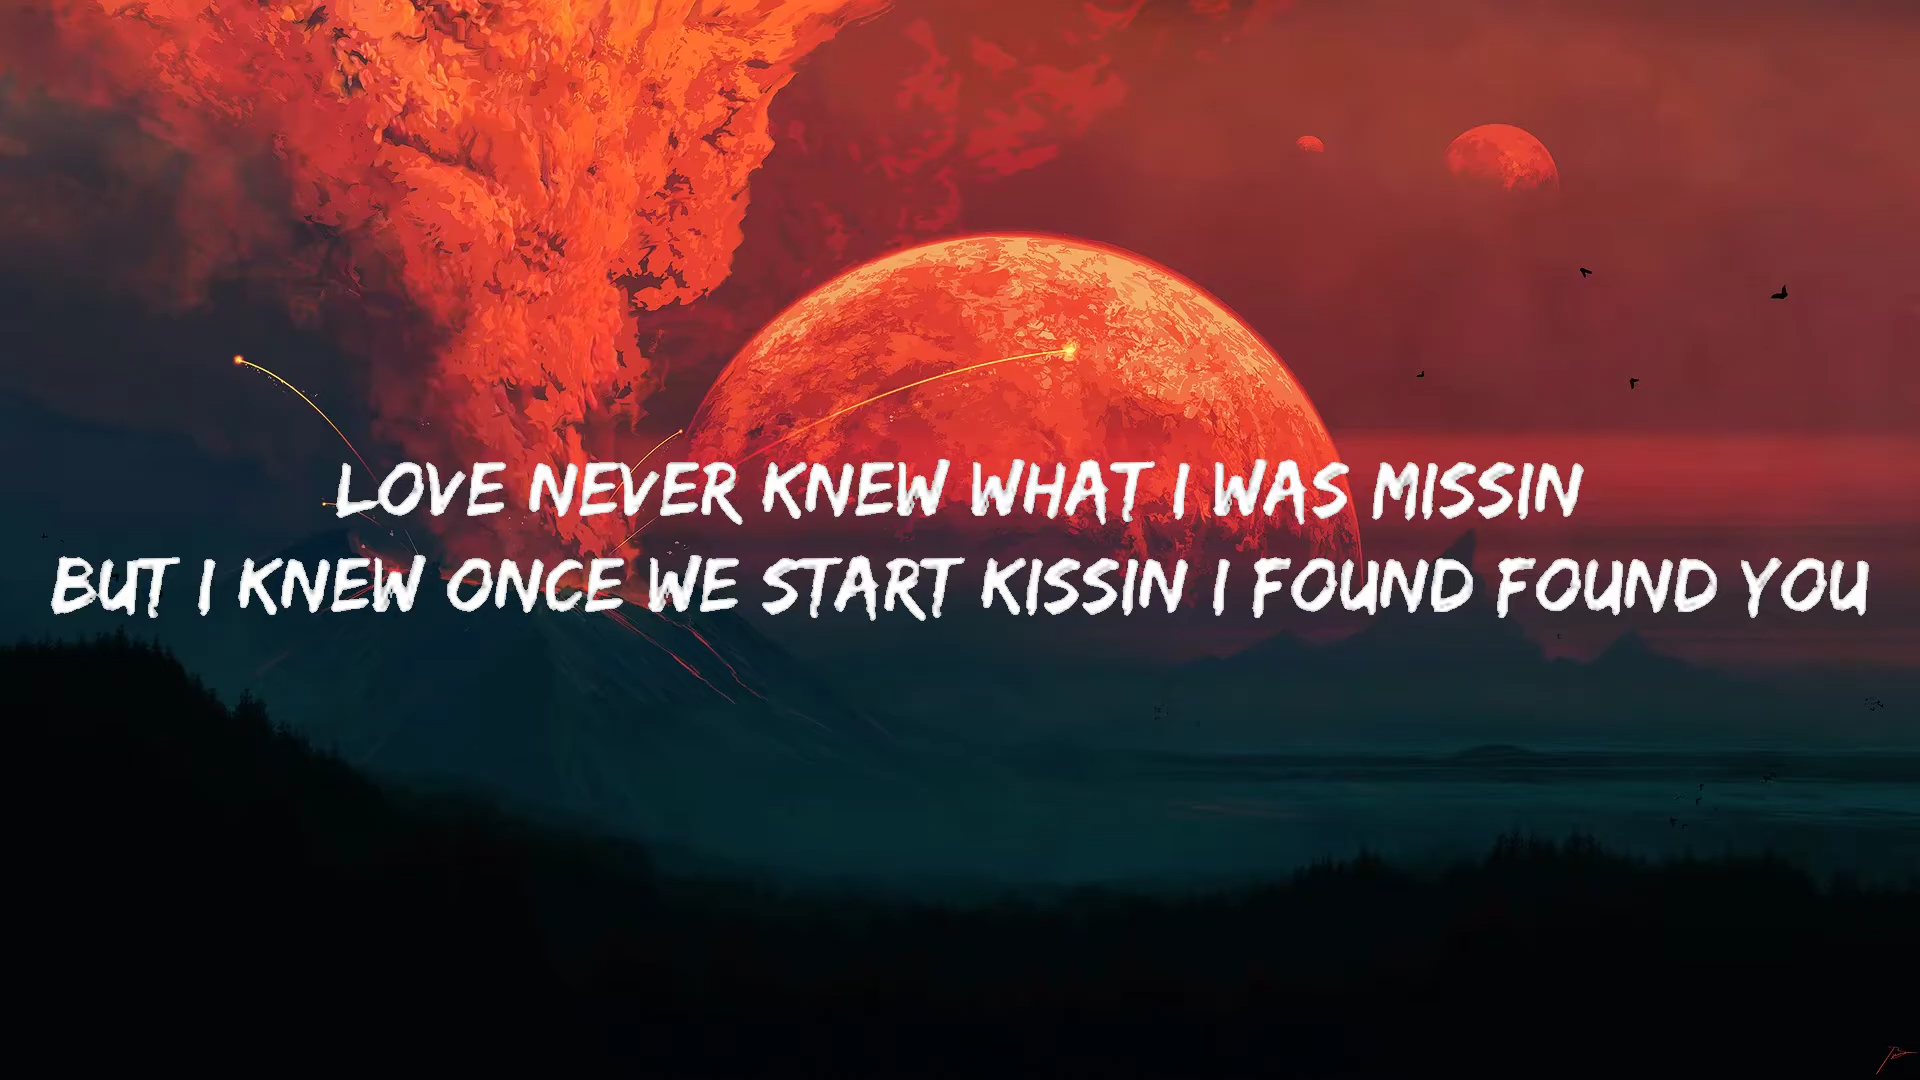 LOVE NEVER KNEW WHAT I WAS MISSIN
BUT I KNEW ONCE WE START KISSIN I FOUND FOUND YOU